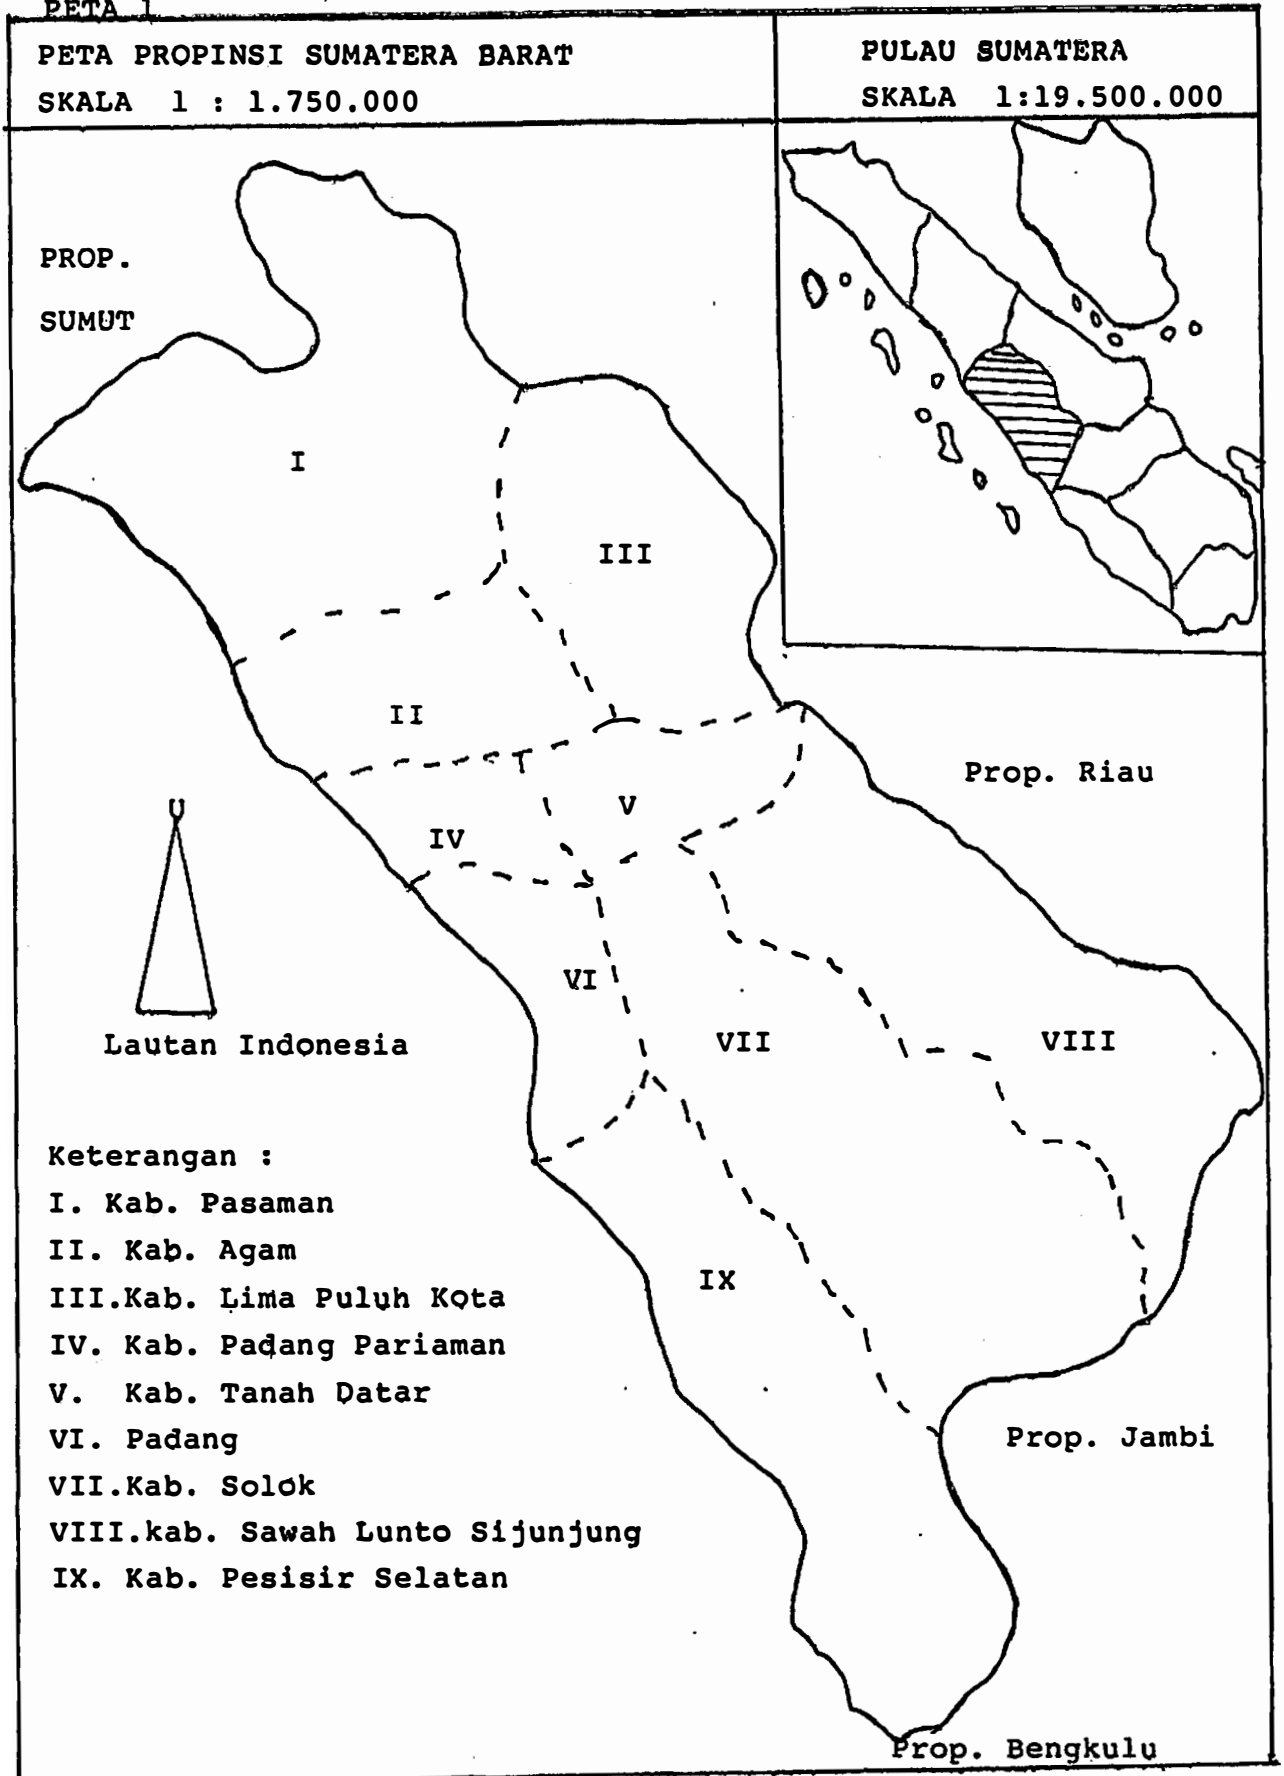 PETA 1
PETA PROPINSI SUMATERA BARAT
SKALA 1 : 1.750.000
PULAU SUMATERA
SKALA 1:19.500.000
PROP.
SUMUT
I
III
II
Prop. Riau
U
V
IV
VI
VII
VIII
Lautan Indonesia
Keterangan :
I. Kab. Pasaman
II. Kab. Agam
III.Kab. Lima Puluh Kota
IV. Kab. Padang Pariaman
V. Kab. Tanah Datar
VI. Padang
VII.Kab. Solok
VIII.kab. Sawah Lunto Sijunjung
IX. Kab. Pesisir Selatan
IX
Prop. Jambi
Prop. Bengkulu